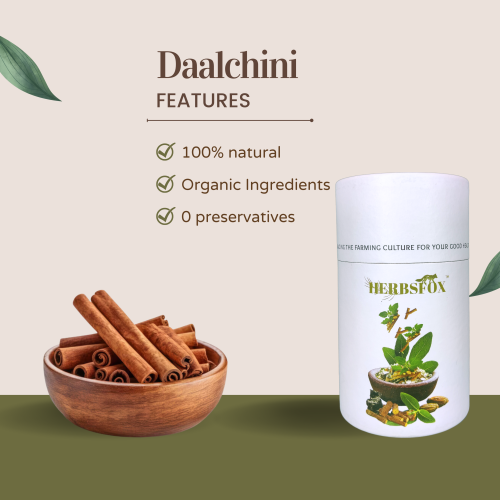 Daalchini
FEATURES
100% natural
Organic Ingredients
0 preservatives
THE FARMING CULTURE FOR YOUR GOOD
HERBSFOX